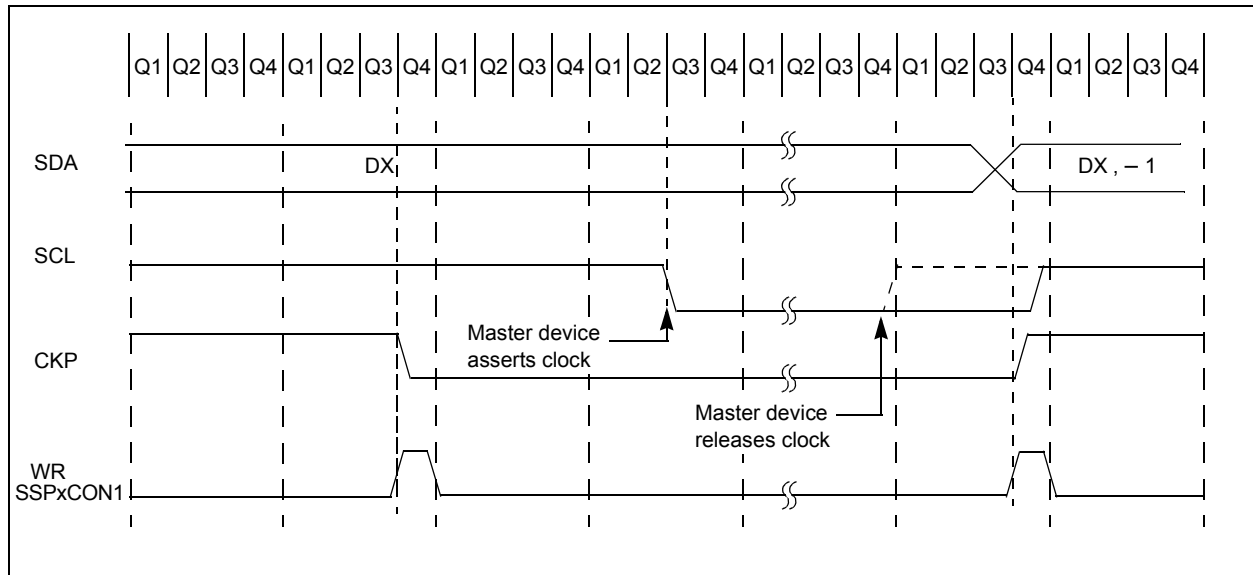 Q1 Q2 Q3 Q4 Q1 Q2 Q3 Q4 Q1 Q2 Q3 Q4 Q1 Q2 Q3 Q4 Q1 Q2 Q3 Q4 Q1 Q2 Q3 Q4 Q1 Q2 Q3 Q4
SDA
DX
DX , – 1
SCL
Master device
asserts clock
CKP
Master device
releases clock
WR
SSPxCON1